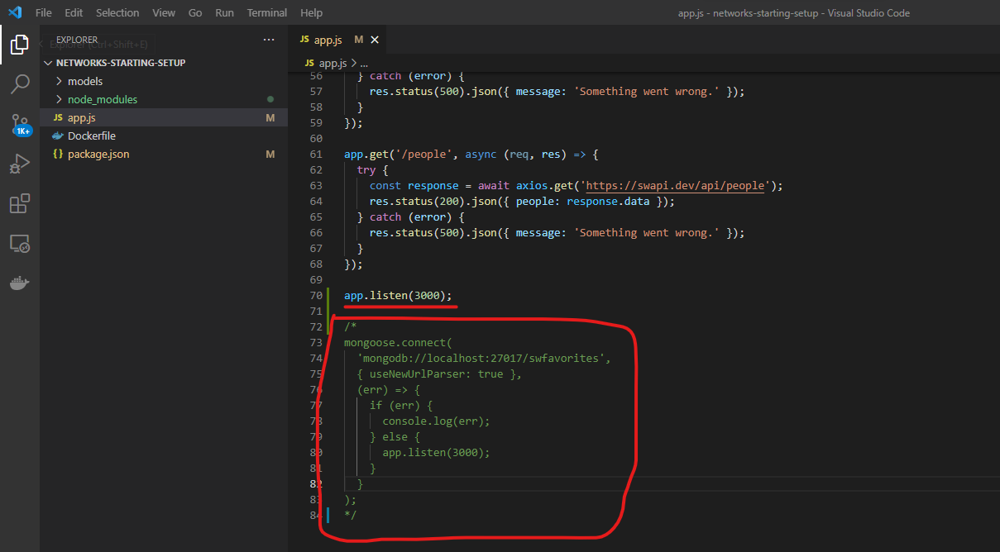 File Edit Selection View Go Run Terminal Help
app.js - networks-starting-setup - Visual Studio Code
EXPLORER ...
Explorer (Ctrl+Shift+E)
NETWORKS-STARTING-SETUP
models
node_modules
JS app.js M
Dockerfile
{} package.json M
1K+
JS app.js M
JS app.js > ...
56 } catch (error) {
57 res.status(500).json({ message: 'Something went wrong.' });
58 }
59 });
60
61 app.get('/people', async (req, res) => {
62 try {
63 const response = await axios.get('https://swapi.dev/api/people');
64 res.status(200).json({ people: response.data });
65 } catch (error) {
66 res.status(500).json({ message: 'Something went wrong.' });
67 }
68 });
69
70 app.listen(3000);
71
72 /*
73 mongoose.connect(
74 'mongodb://localhost:27017/swfavorites',
75 { useNewUrlParser: true },
76 (err) => {
77 if (err) {
78 console.log(err);
79 } else {
80 app.listen(3000);
81 }
82 }
83 );
84 */